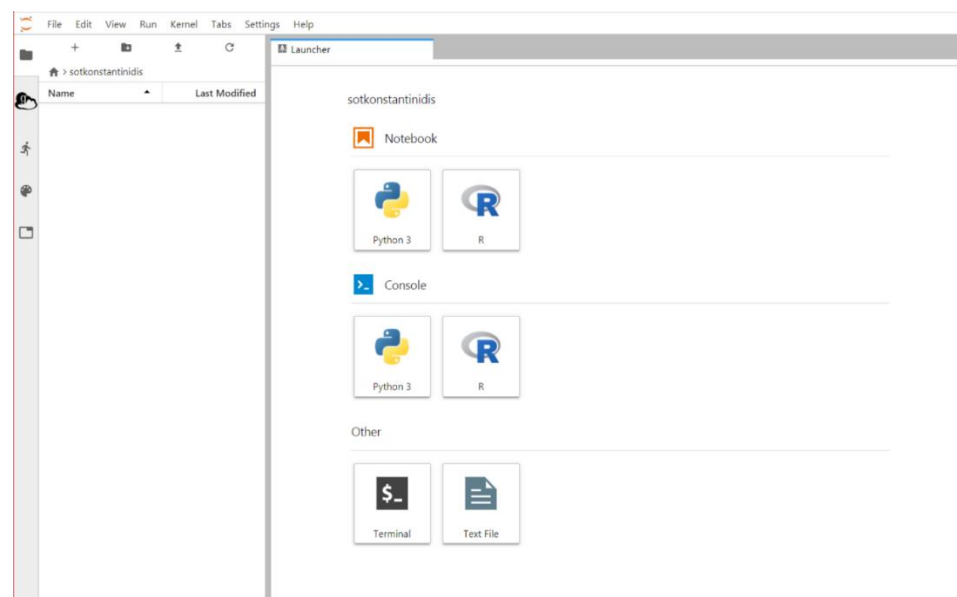 File Edit View Run Kernel Tabs Settings Help
Launcher
> sotkonstantinidis
Name Last Modified
sotkonstantinidis
Notebook
Python 3 R
Console
Python 3 R
Other
$_
Terminal Text File